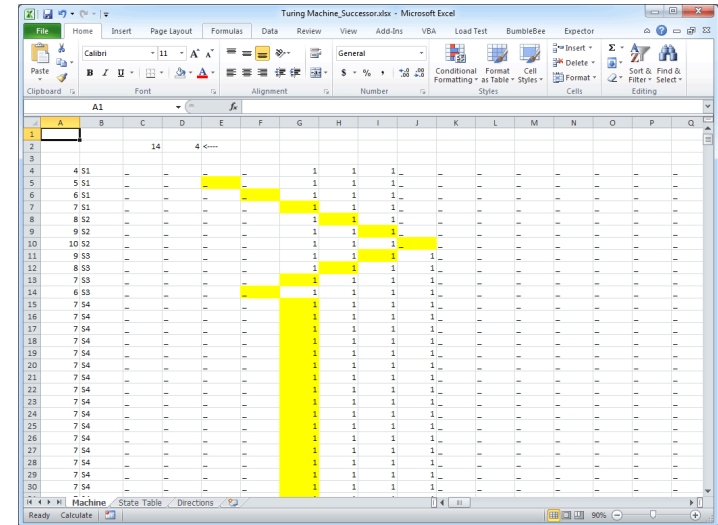 Turing Machine_Successor.xlsx - Microsoft Excel
File Home Insert Page Layout Formulas Data Review View Add-Ins VBA Load Test BumbleBee Expector
Paste
Calibri 11 A A
B I U A
General
$ % ,
Conditional Formatting
Format as Table
Cell Styles
Insert
Delete
Format
Σ
Sort & Filter
Find & Select
Clipboard Font Alignment Number Styles Cells Editing
A1 fx
A B C D E F G H I J K L M N O P Q
1
2 14 4 <----
3
4 4 S1 _ _ _ _ 1 1 1 _ _ _ _ _ _ _ _
5 5 S1 _ _ _ _ 1 1 1 _ _ _ _ _ _ _ _
6 6 S1 _ _ _ _ 1 1 1 _ _ _ _ _ _ _ _
7 7 S1 _ _ _ _ 1 1 1 _ _ _ _ _ _ _ _
8 8 S2 _ _ _ _ 1 1 1 _ _ _ _ _ _ _ _
9 9 S2 _ _ _ _ 1 1 1 _ _ _ _ _ _ _ _
10 10 S2 _ _ _ _ 1 1 1 _ _ _ _ _ _ _ _
11 9 S3 _ _ _ _ 1 1 1 1 _ _ _ _ _ _ _
12 8 S3 _ _ _ _ 1 1 1 1 _ _ _ _ _ _ _
13 7 S3 _ _ _ _ 1 1 1 1 _ _ _ _ _ _ _
14 6 S3 _ _ _ _ 1 1 1 1 _ _ _ _ _ _ _
15 7 S4 _ _ _ _ 1 1 1 1 _ _ _ _ _ _ _
16 7 S4 _ _ _ _ 1 1 1 1 _ _ _ _ _ _ _
17 7 S4 _ _ _ _ 1 1 1 1 _ _ _ _ _ _ _
18 7 S4 _ _ _ _ 1 1 1 1 _ _ _ _ _ _ _
19 7 S4 _ _ _ _ 1 1 1 1 _ _ _ _ _ _ _
20 7 S4 _ _ _ _ 1 1 1 1 _ _ _ _ _ _ _
21 7 S4 _ _ _ _ 1 1 1 1 _ _ _ _ _ _ _
22 7 S4 _ _ _ _ 1 1 1 1 _ _ _ _ _ _ _
23 7 S4 _ _ _ _ 1 1 1 1 _ _ _ _ _ _ _
24 7 S4 _ _ _ _ 1 1 1 1 _ _ _ _ _ _ _
25 7 S4 _ _ _ _ 1 1 1 1 _ _ _ _ _ _ _
26 7 S4 _ _ _ _ 1 1 1 1 _ _ _ _ _ _ _
27 7 S4 _ _ _ _ 1 1 1 1 _ _ _ _ _ _ _
28 7 S4 _ _ _ _ 1 1 1 1 _ _ _ _ _ _ _
29 7 S4 _ _ _ _ 1 1 1 1 _ _ _ _ _ _ _
30 7 S4 _ _ _ _ 1 1 1 1 _ _ _ _ _ _ _
Machine State Table Directions
Ready Calculate 90%